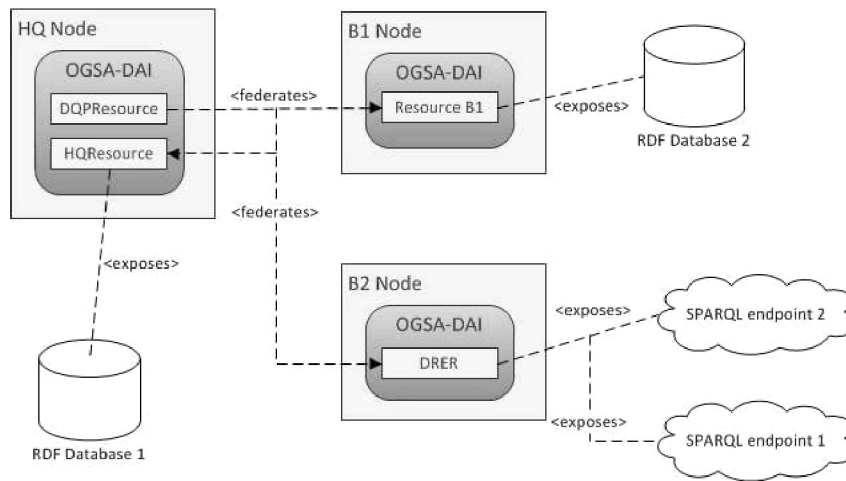 HQ Node
OGSA-DAI
DQPResource
HQResource
<federates>
B1 Node
OGSA-DAI
Resource B1
<exposes>
RDF Database 2
<federates>
<exposes>
RDF Database 1
B2 Node
OGSA-DAI
DRER
<exposes>
SPARQL endpoint 2
<exposes>
SPARQL endpoint 1